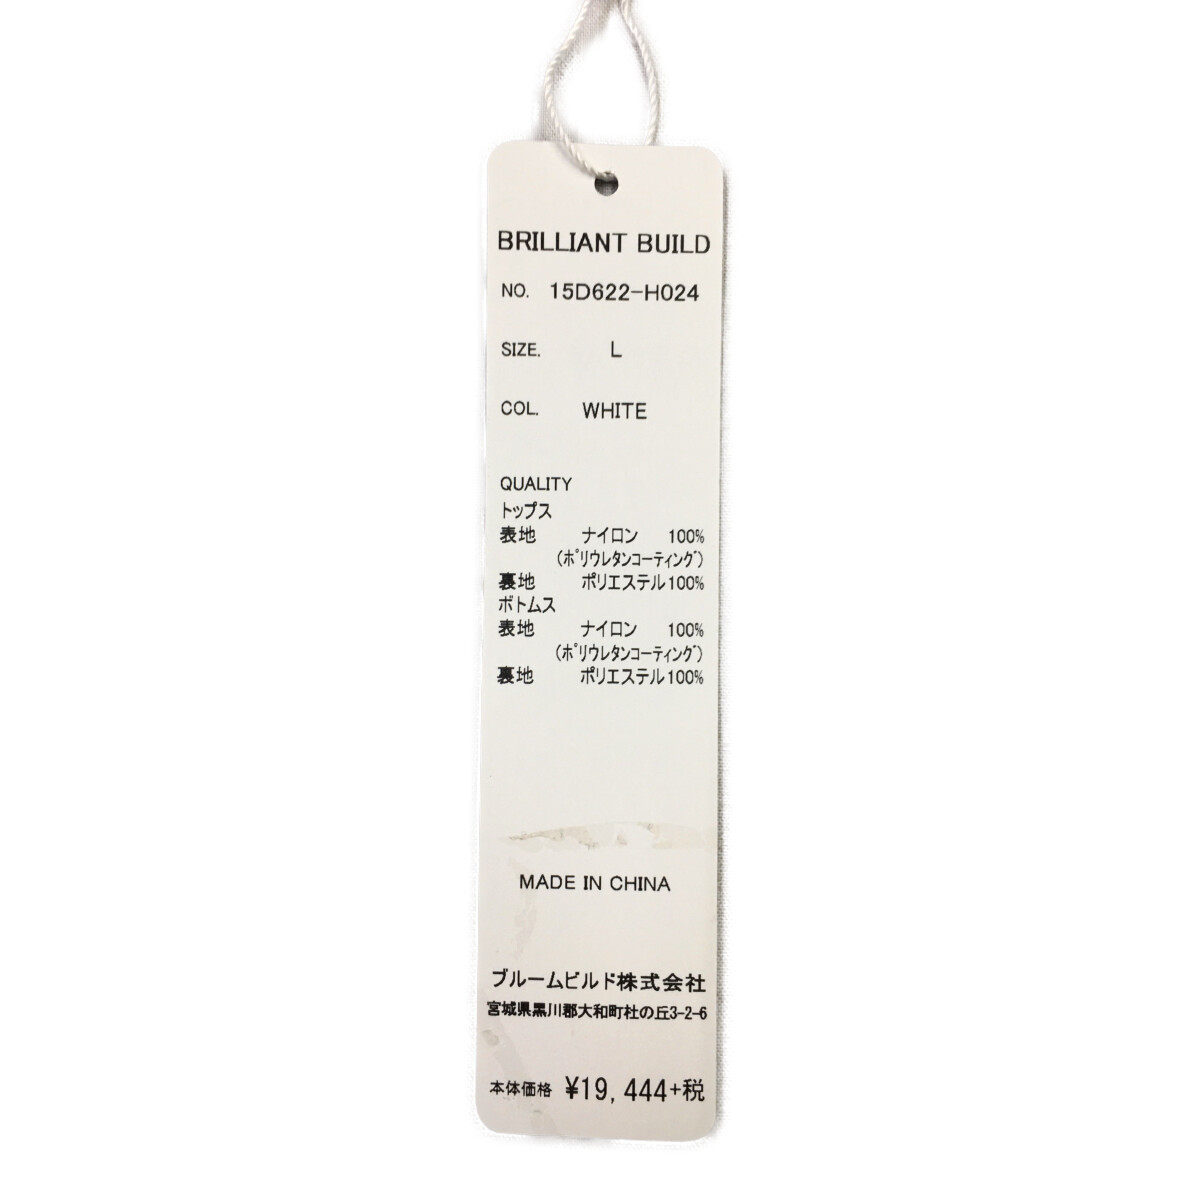 BRILLIANT BUILD
NO. 15D622-H024
SIZE. L
COL. WHITE
QUALITY
トップス
表地 ナイロン 100%
(ポリウレタンコーティング)
裏地 ポリエステル100%
ボトムス
表地 ナイロン 100%
(ポリウレタンコーティング)
裏地 ポリエステル100%
MADE IN CHINA
ブルームビルド株式会社
宮城県黒川郡大和町杜の丘3-2-6
本体価格 ¥19,444+税